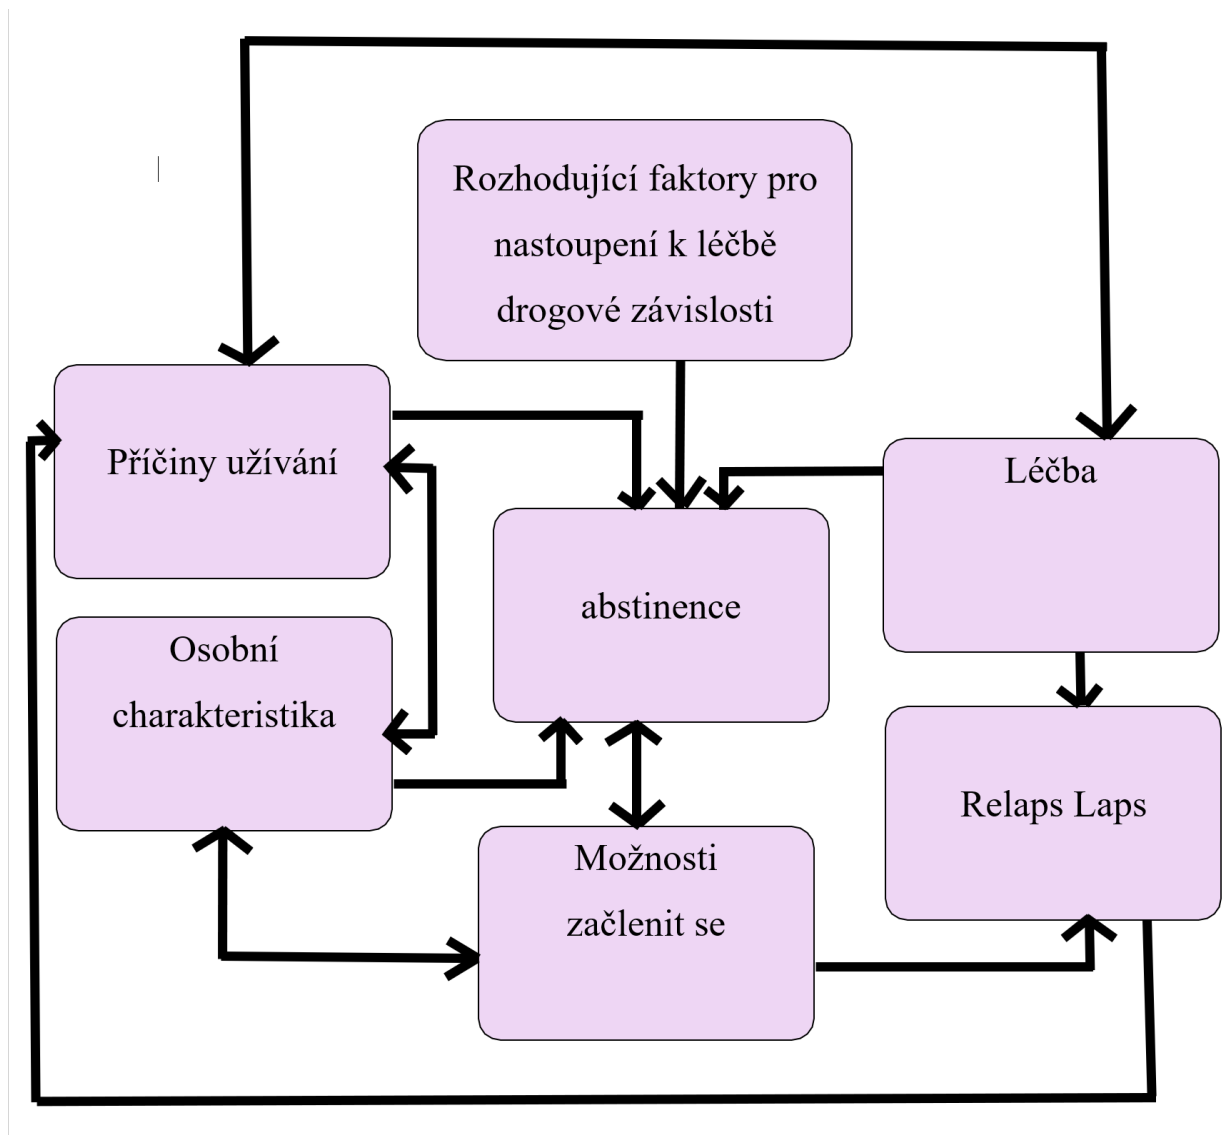 Rozhodující faktory pro
nastoupení k léčbě
drogové závislosti
Příčiny užívání
Léčba
abstinence
Osobní
charakteristika
Relaps Laps
Možnosti
začlenit se